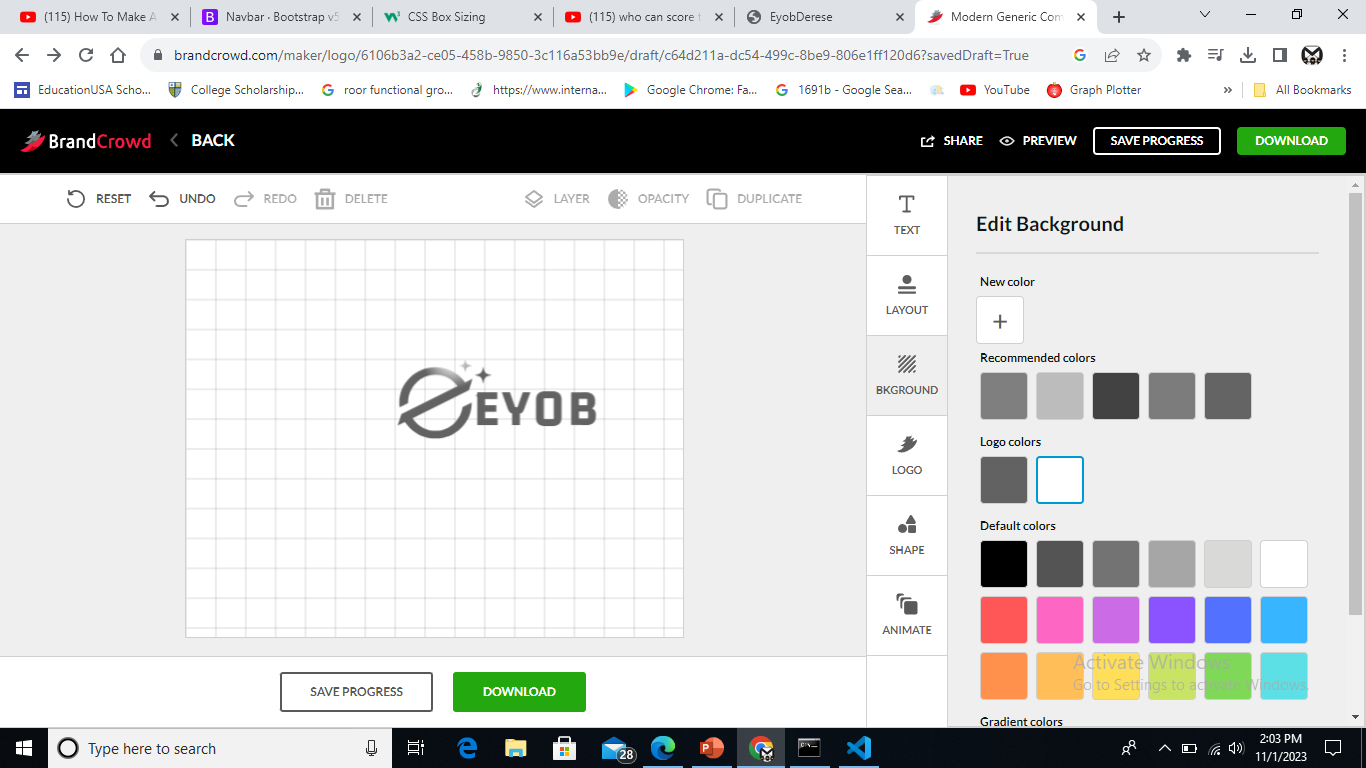 (115) How To Make A
Navbar · Bootstrap v5
CSS Box Sizing
(115) who can score t
EyobDerese
Modern Generic Com
brandcrowd.com/maker/logo/6106b3a2-ce05-458b-9850-3c116a53bb9e/draft/c64d211a-dc54-499c-8be9-806e1ff120d6?savedDraft=True
EducationUSA Scho...
College Scholarship...
roor functional gro...
https://www.interna...
Google Chrome: Fa...
1691b - Google Sea...
YouTube
Graph Plotter
»
All Bookmarks
BrandCrowd
BACK
SHARE
PREVIEW
SAVE PROGRESS
DOWNLOAD
RESET
UNDO
REDO
DELETE
LAYER
OPACITY
DUPLICATE
EYOB
SAVE PROGRESS
DOWNLOAD
TEXT
LAYOUT
BKGROUND
LOGO
SHAPE
ANIMATE
Edit Background
New color
+
Recommended colors
Logo colors
Default colors
Activate Windows
Go to Settings to activate Windows.
Gradient colors
Type here to search
28
2:03 PM
11/1/2023